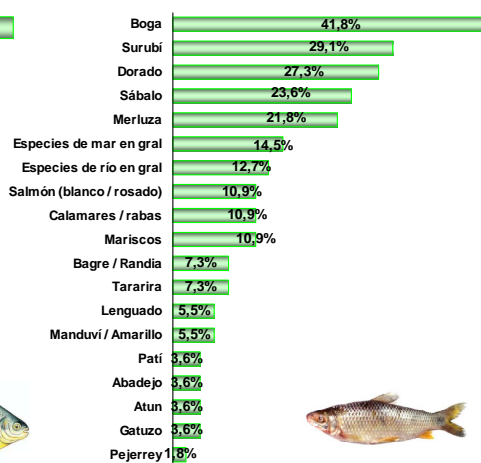 Boga 41,8%
Surubí 29,1%
Dorado 27,3%
Sábalo 23,6%
Merluza 21,8%
Especies de mar en gral 14,5%
Especies de río en gral 12,7%
Salmón (blanco / rosado) 10,9%
Calamares / rabas 10,9%
Mariscos 10,9%
Bagre / Randia 7,3%
Tararira 7,3%
Lenguado 5,5%
Manduví / Amarillo 5,5%
Patí 3,6%
Abadejo 3,6%
Atun 3,6%
Gatuzo 3,6%
Pejerrey 1,8%